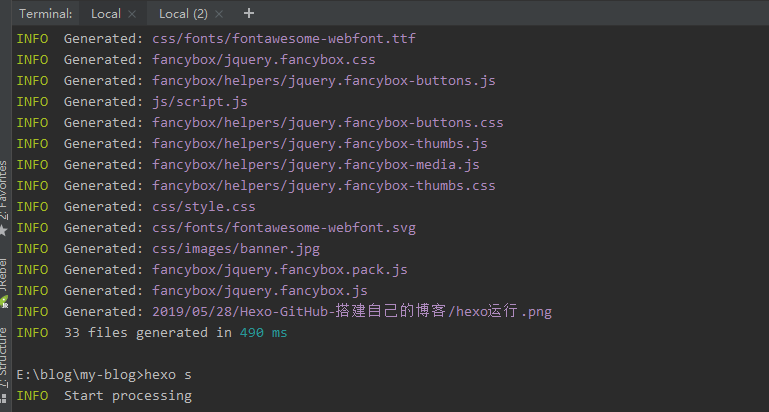 Terminal: Local × Local (2) × +
INFO Generated: css/fonts/fontawesome-webfont.ttf
INFO Generated: fancybox/jquery.fancybox.css
INFO Generated: fancybox/helpers/jquery.fancybox-buttons.js
INFO Generated: js/script.js
INFO Generated: fancybox/helpers/jquery.fancybox-buttons.css
INFO Generated: fancybox/helpers/jquery.fancybox-thumbs.js
INFO Generated: fancybox/helpers/jquery.fancybox-media.js
INFO Generated: fancybox/helpers/jquery.fancybox-thumbs.css
INFO Generated: css/style.css
INFO Generated: css/fonts/fontawesome-webfont.svg
INFO Generated: css/images/banner.jpg
INFO Generated: fancybox/jquery.fancybox.pack.js
INFO Generated: fancybox/jquery.fancybox.js
INFO Generated: 2019/05/28/Hexo-GitHub-搭建自己的博客/hexo运行.png
INFO 33 files generated in 490 ms
E:\blog\my-blog>hexo s
INFO Start processing
2: Favorites
JRebel
7: Structure